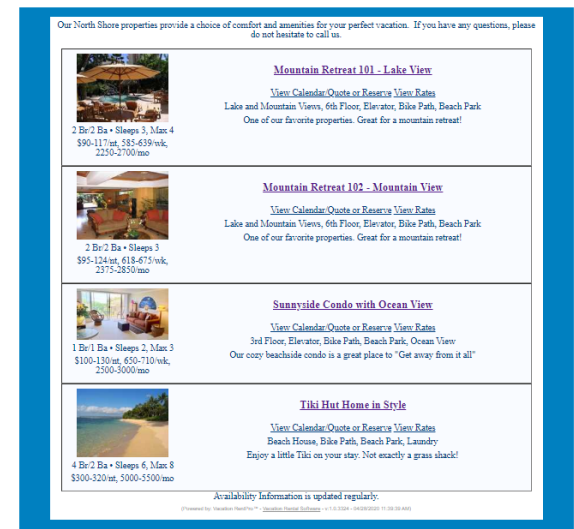 Our North Shore properties provide a choice of comfort and amenities for your perfect vacation. If you have any questions, please
do not hesitate to call us.
Mountain Retreat 101 - Lake View
View Calendar/Quote or Reserve View Rates
Lake and Mountain Views, 6th Floor, Elevator, Bike Path, Beach Park
One of our favorite properties. Great for a mountain retreat!
2 Br/2 Ba • Sleeps 3, Max 4
$90-117/nt, 585-639/wk,
2250-2700/mo
Mountain Retreat 102 - Mountain View
View Calendar/Quote or Reserve View Rates
Lake and Mountain Views, 6th Floor, Elevator, Bike Path, Beach Park
One of our favorite properties. Great for a mountain retreat!
2 Br/2 Ba • Sleeps 3
$95-124/nt, 618-675/wk,
2375-2850/mo
Sunnyside Condo with Ocean View
View Calendar/Quote or Reserve View Rates
3rd Floor, Elevator, Bike Path, Beach Park, Ocean View
Our cozy beachside condo is a great place to "Get away from it all"
1 Br/1 Ba • Sleeps 2, Max 3
$100-130/nt, 650-710/wk,
2500-3000/mo
Tiki Hut Home in Style
View Calendar/Quote or Reserve View Rates
Beach House, Bike Path, Beach Park, Laundry
Enjoy a little Tiki on your stay. Not exactly a grass shack!
4 Br/2 Ba • Sleeps 6, Max 8
$300-320/nt, 5000-5500/mo
Availability Information is updated regularly.
(Powered by: Vacation RentPro™ - Vacation Rental Software -